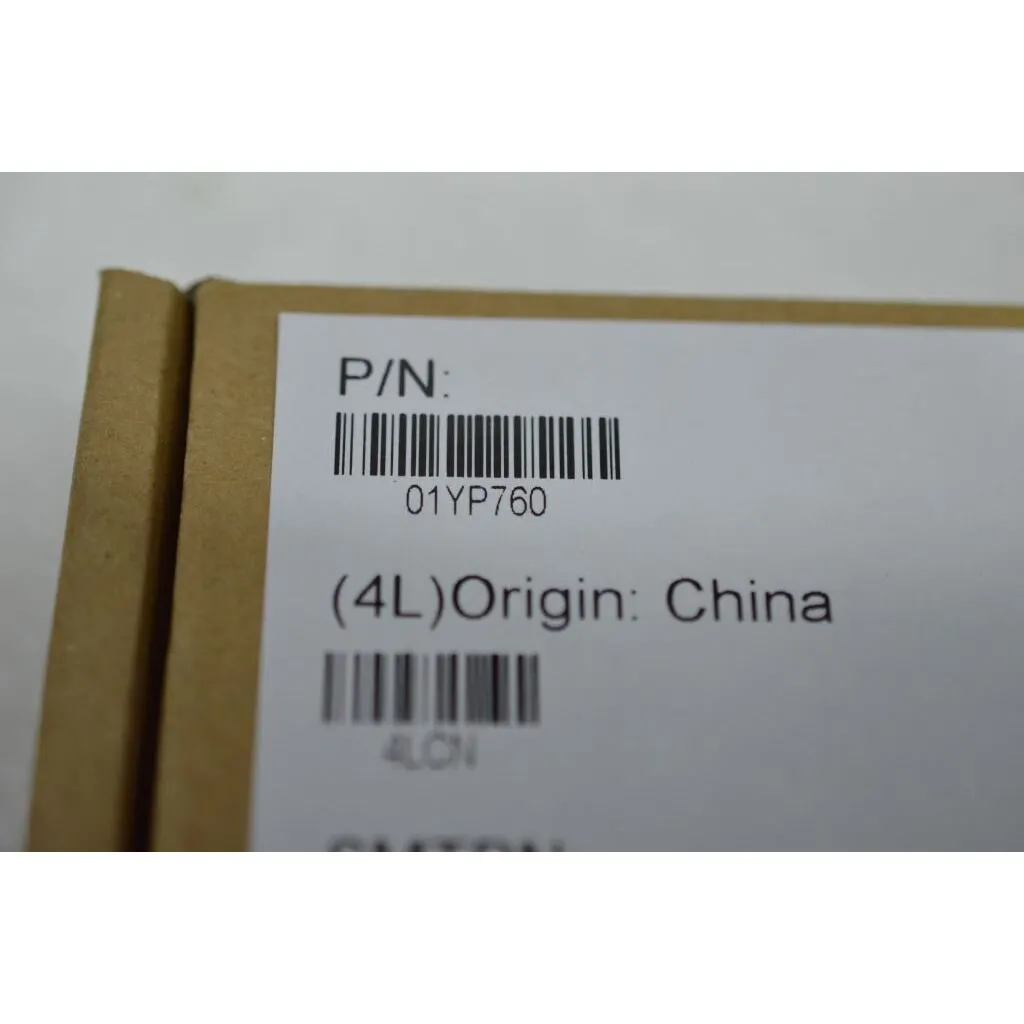 P/N:
01YP760
(4L)Origin: China
4LCN